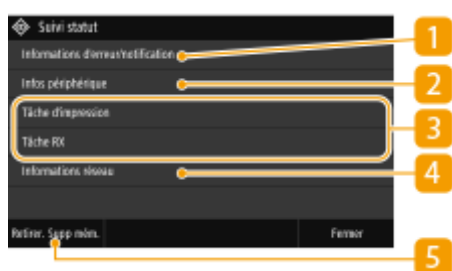 Suivi statut
1
Informations d'erreur/notification
Infos périphérique
2
Tâche d'impression
3
Tâche RX
Informations réseau
4
Retirer. Supp mém.
Fermer
5